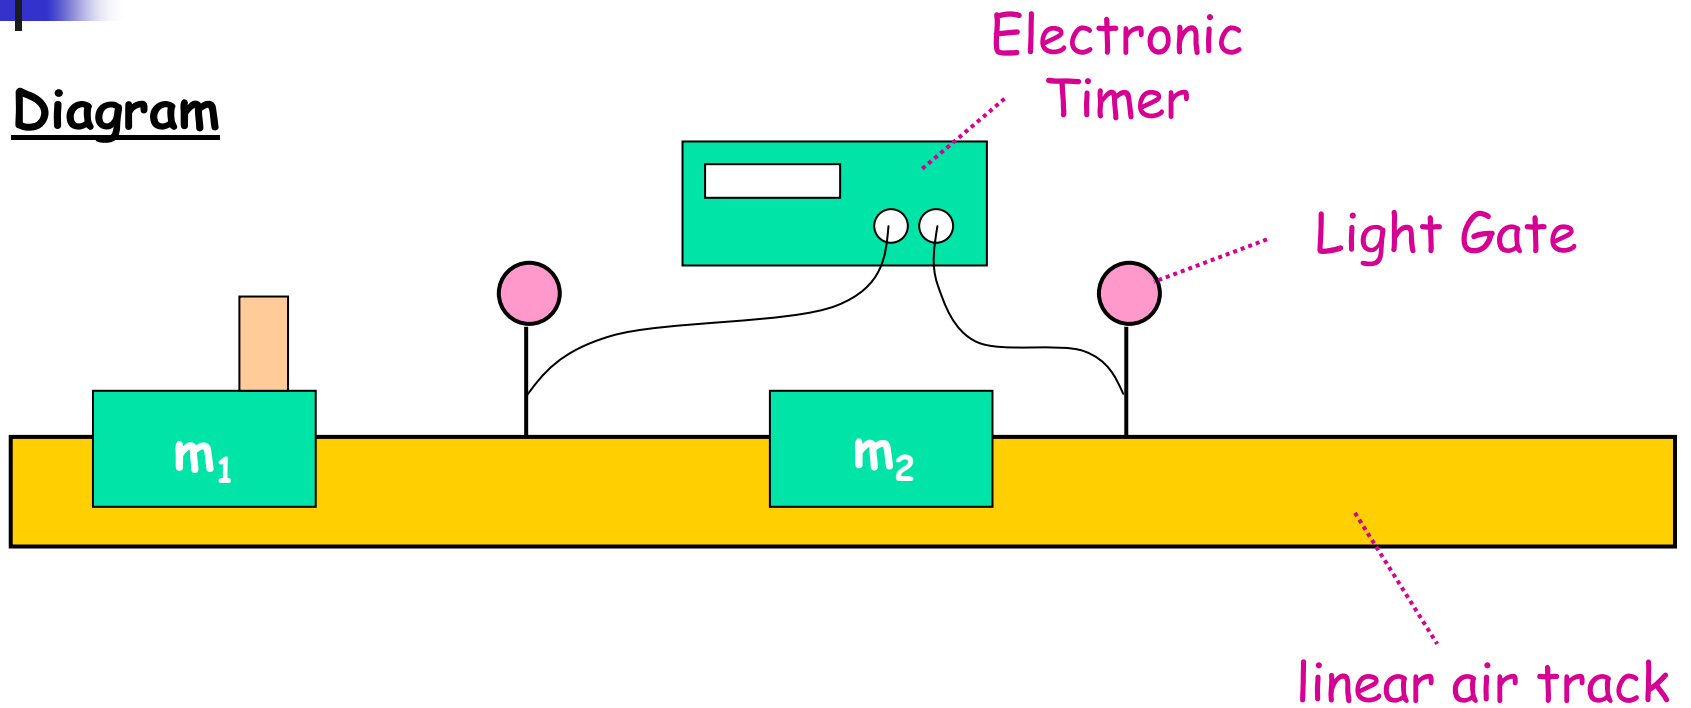 Electronic
Timer
Diagram
Light Gate
m₁
m₂
linear air track